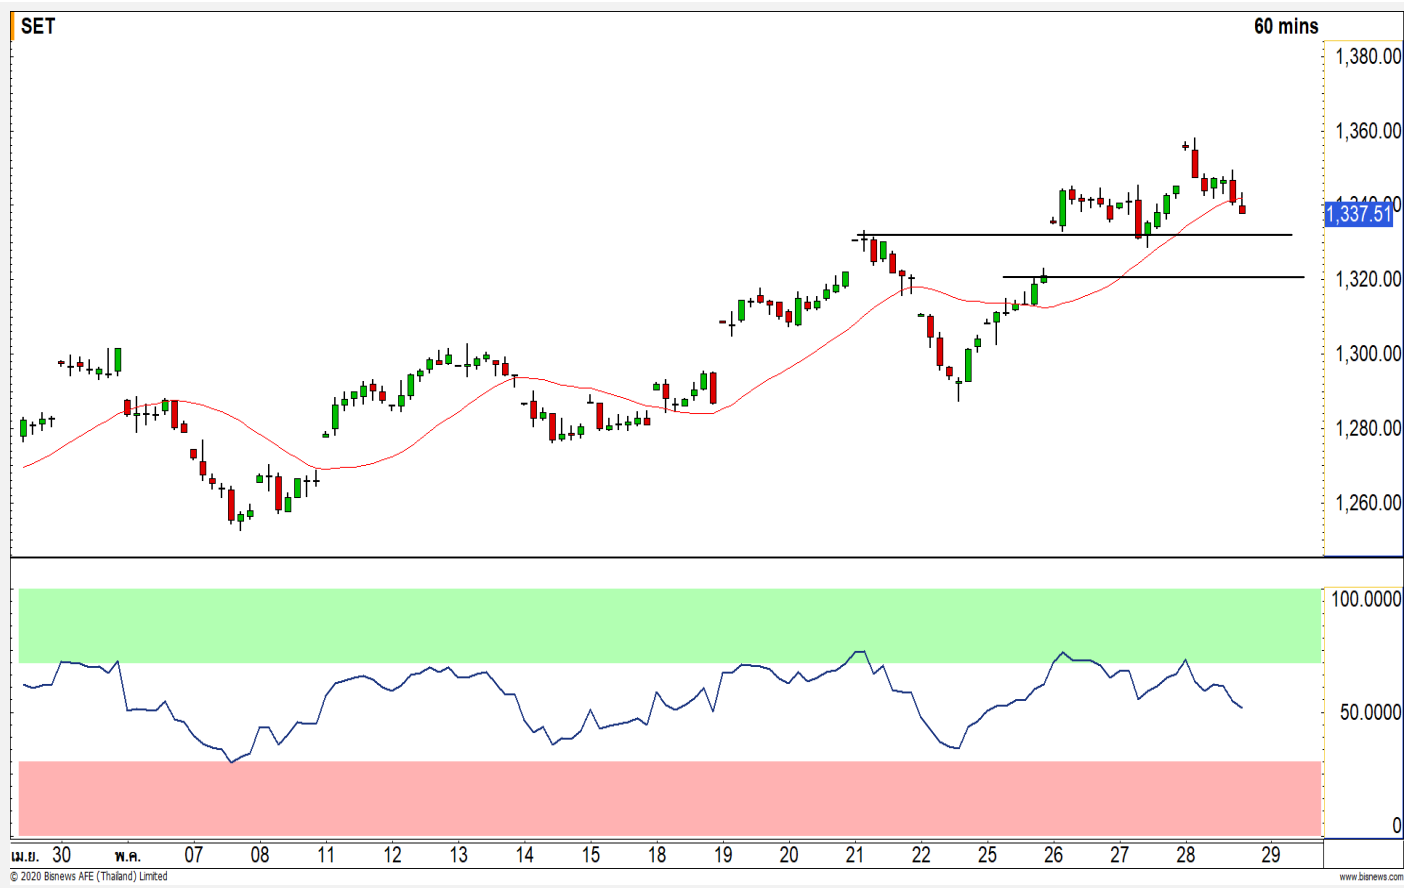 SET
60 mins
1,380.00
1,360.00
1,340.00
1,337.51
1,320.00
1,300.00
1,280.00
1,260.00
100.0000
50.0000
0
เม.ย. 30 พ.ค. 07 08 11 12 13 14 15 18 19 20 21 22 25 26 27 28 29
© 2020 Bisnews AFE (Thailand) Limited
www.bisnews.com